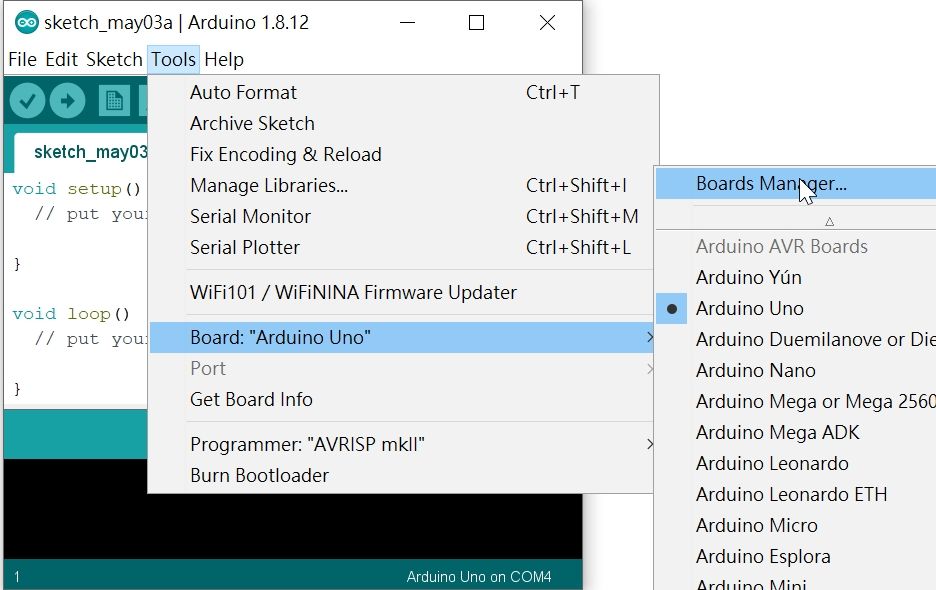 sketch_may03a | Arduino 1.8.12
File Edit Sketch Tools Help
Auto Format Ctrl+T
Archive Sketch
Fix Encoding & Reload
Manage Libraries... Ctrl+Shift+I
Serial Monitor Ctrl+Shift+M
Serial Plotter Ctrl+Shift+L
WiFi101 / WiFiNINA Firmware Updater
Board: "Arduino Uno"
Port
Get Board Info
Programmer: "AVRISP mkII"
Burn Bootloader
Boards Manager...
Arduino AVR Boards
Arduino Yún
Arduino Uno
Arduino Duemilanove or Die
Arduino Nano
Arduino Mega or Mega 2560
Arduino Mega ADK
Arduino Leonardo
Arduino Leonardo ETH
Arduino Micro
Arduino Esplora
Arduino Mini
sketch_may03
void setup()
// put you
}
void loop()
// put you
}
1
Arduino Uno on COM4